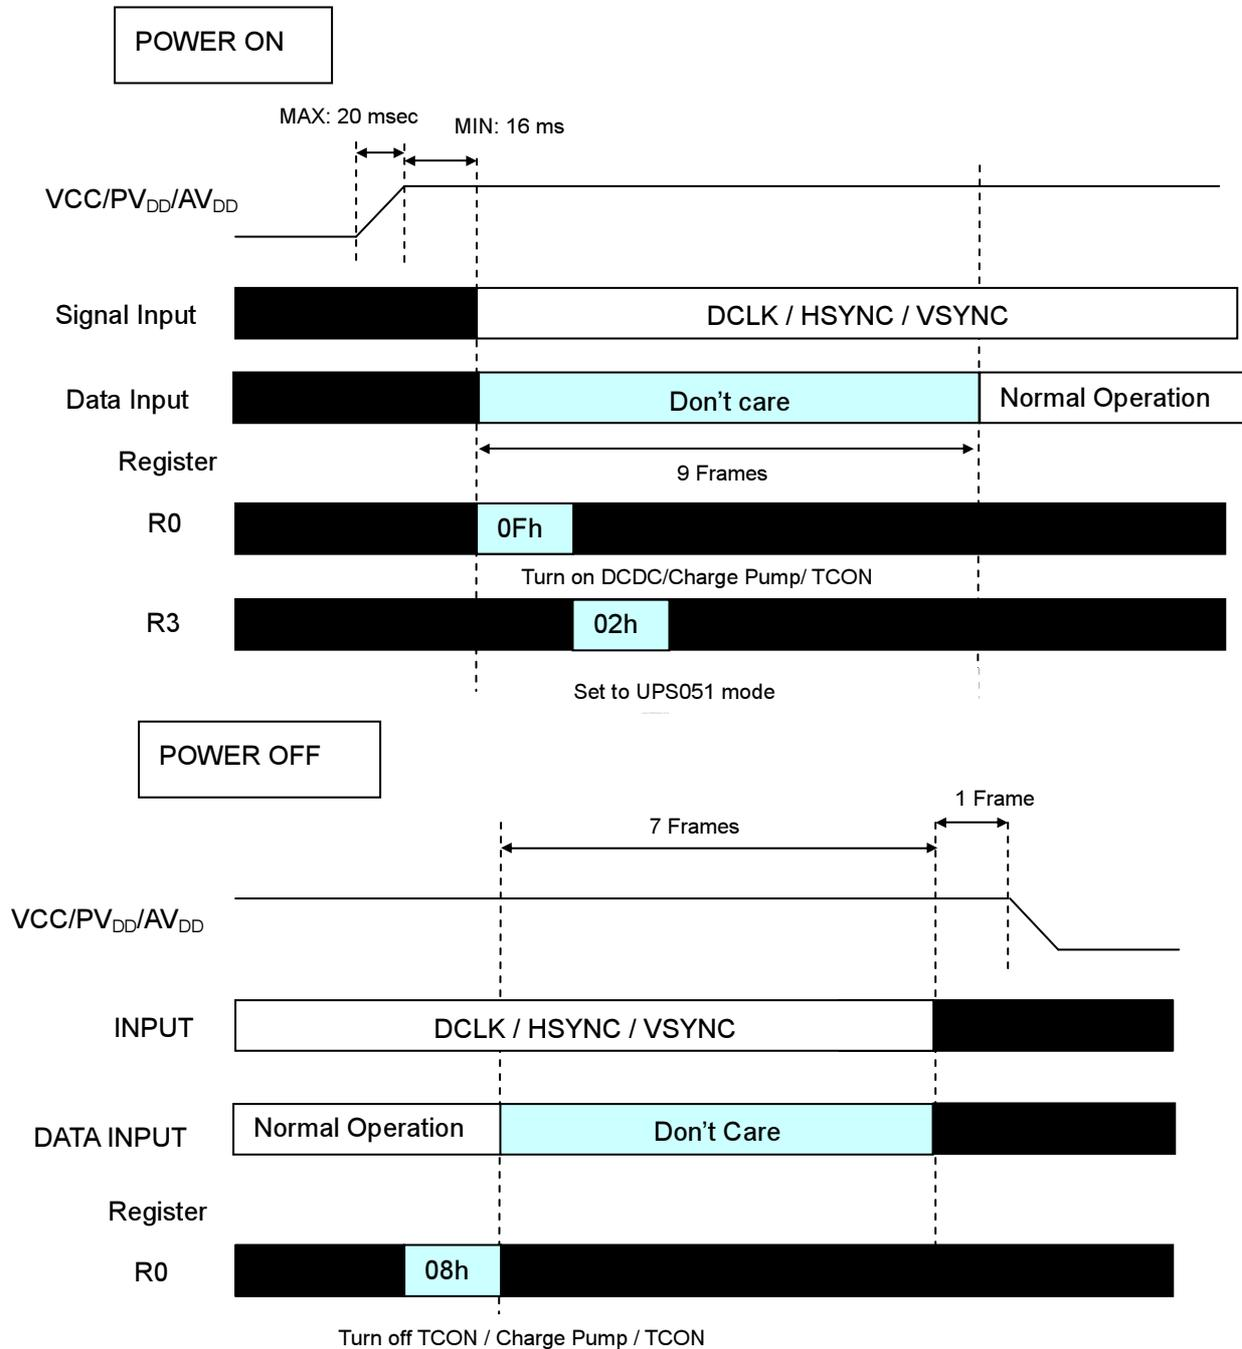 POWER ON
MAX: 20 msec
MIN: 16 ms
VCC/PVDD/AVDD
Signal Input
DCLK / HSYNC / VSYNC
Data Input
Don't care
Normal Operation
Register
9 Frames
R0
0Fh
Turn on DCDC/Charge Pump/ TCON
R3
02h
Set to UPS051 mode
POWER OFF
1 Frame
7 Frames
VCC/PVDD/AVDD
INPUT
DCLK / HSYNC / VSYNC
DATA INPUT
Normal Operation
Don't Care
Register
R0
08h
Turn off TCON / Charge Pump / TCON